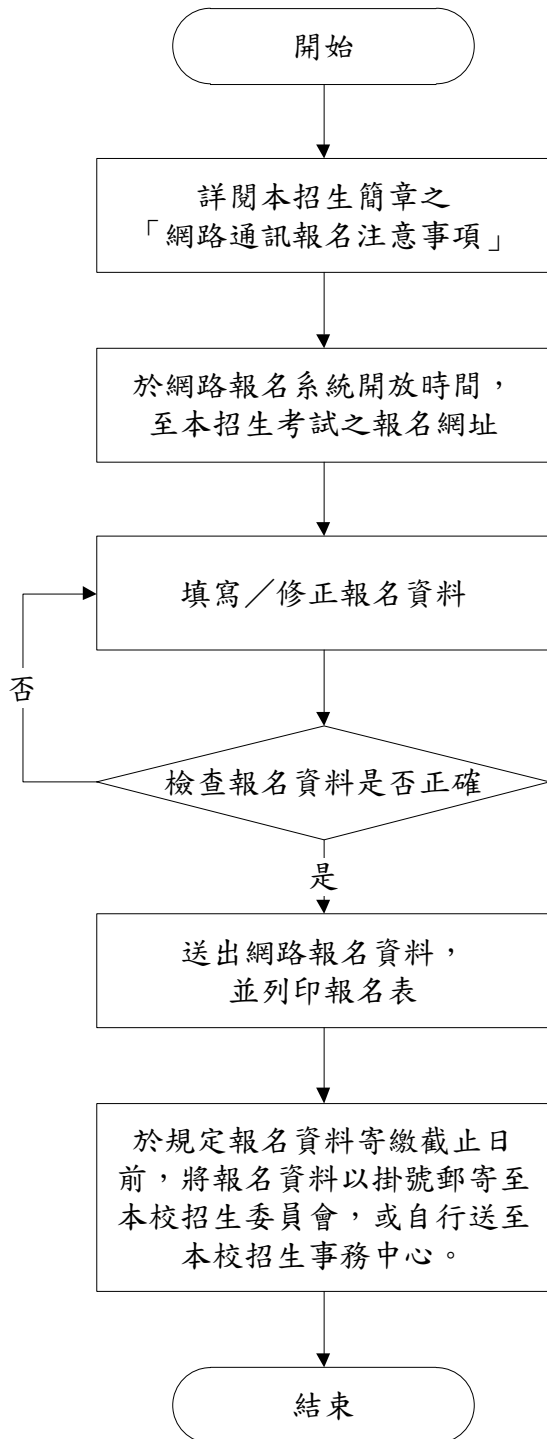 開始
詳閱本招生簡章之
「網路通訊報名注意事項」
於網路報名系統開放時間，
至本招生考試之報名網址
填寫／修正報名資料
否
檢查報名資料是否正確
是
送出網路報名資料，
並列印報名表
於規定報名資料寄繳截止日
前，將報名資料以掛號郵寄至
本校招生委員會，或自行送至
本校招生事務中心。
結束